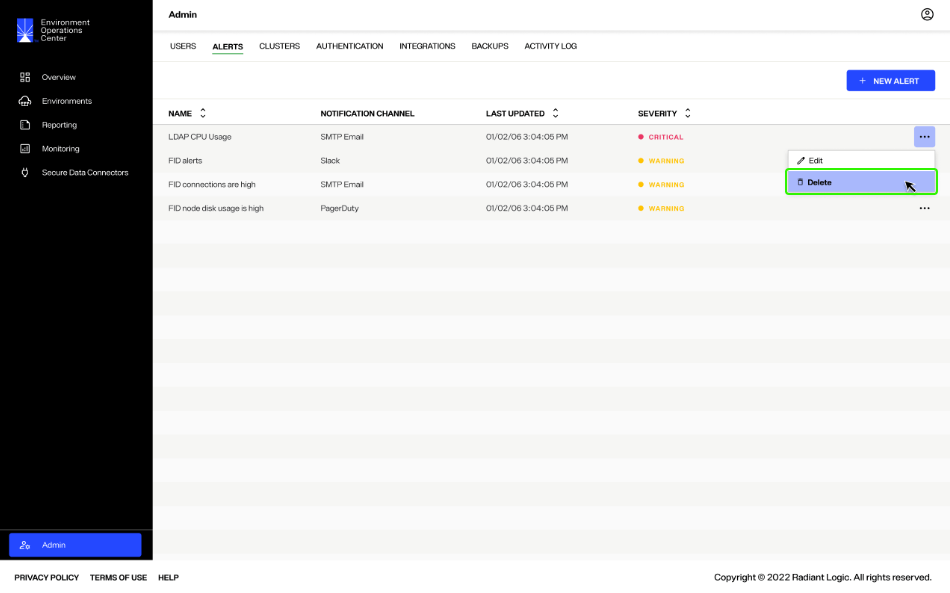 Environment
Operations
Center
Admin
USERS ALERTS CLUSTERS AUTHENTICATION INTEGRATIONS BACKUPS ACTIVITY LOG
Overview
Environments
Reporting
Monitoring
Secure Data Connectors
+ NEW ALERT
NAME NOTIFICATION CHANNEL LAST UPDATED SEVERITY
LDAP CPU Usage SMTP Email 01/02/06 3:04:05 PM CRITICAL ...
FID alerts Slack 01/02/06 3:04:05 PM WARNING
Edit
FID connections are high SMTP Email 01/02/06 3:04:05 PM WARNING
Delete
FID node disk usage is high PagerDuty 01/02/06 3:04:05 PM WARNING ...
Admin
PRIVACY POLICY TERMS OF USE HELP Copyright © 2022 Radiant Logic. All rights reserved.